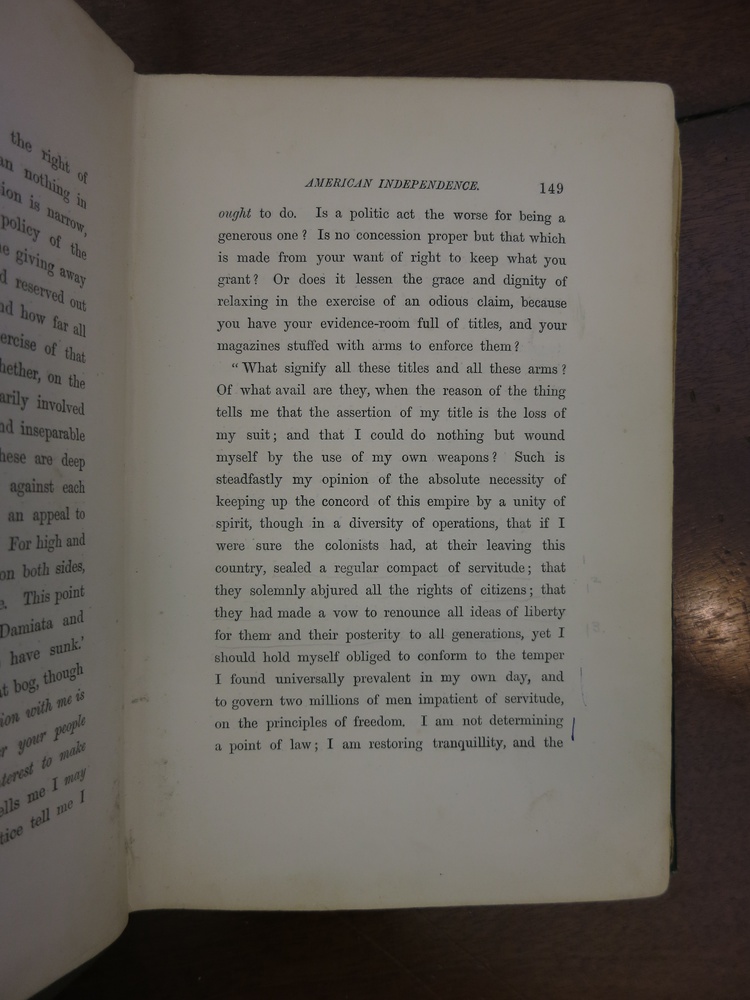 the right of
nothing in
is narrow,
policy of the
giving away
reserved out
how far all
of that
on the
involved
inseparable
are deep
against each
an appeal to
For high and
on both sides,
This point
Damiata and
have sunk.'
bog, though
with me is
your people
to make
me I may
tell me I
AMERICAN INDEPENDENCE. 149
ought to do. Is a politic act the worse for being a
generous one? Is no concession proper but that which
is made from your want of right to keep what you
grant? Or does it lessen the grace and dignity of
relaxing in the exercise of an odious claim, because
you have your evidence-room full of titles, and your
magazines stuffed with arms to enforce them?
"What signify all these titles and all these arms?
Of what avail are they, when the reason of the thing
tells me that the assertion of my title is the loss of
my suit; and that I could do nothing but wound
myself by the use of my own weapons? Such is
steadfastly my opinion of the absolute necessity of
keeping up the concord of this empire by a unity of
spirit, though in a diversity of operations, that if I
were sure the colonists had, at their leaving this
country, sealed a regular compact of servitude; that
they solemnly abjured all the rights of citizens; that
they had made a vow to renounce all ideas of liberty
for them and their posterity to all generations, yet I
should hold myself obliged to conform to the temper
I found universally prevalent in my own day, and
to govern two millions of men impatient of servitude,
on the principles of freedom. I am not determining
a point of law; I am restoring tranquillity, and the